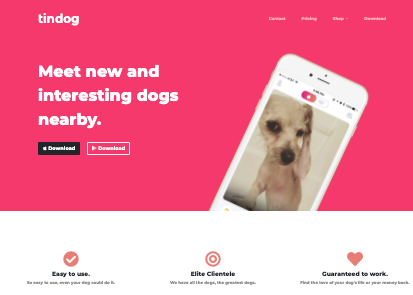 tindog
Contact Pricing Shop Download
Meet new and
interesting dogs
nearby.
Download Download
Easy to use. Elite Clientele Guaranteed to work.
So easy to use, even your dog could do it. We have all the dogs, the greatest dogs. Find the love of your dog's life or your money back.